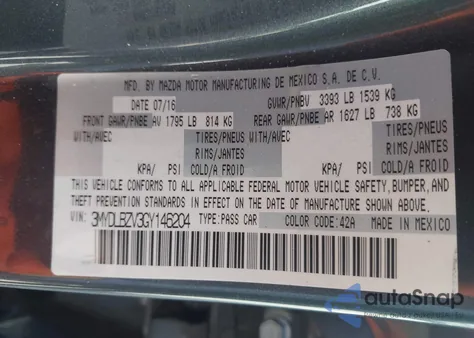 MFD. BY MAZDA MOTOR MANUFACTURING DE MEXICO S.A. DE C.V.
DATE 07/16 GVWR/PNBV 3393 LB 1539 KG
FRONT GAWR/PNBE AV 1795 LB 814 KG REAR GAWR/PNBE AR 1627 LB 738 KG
WITH/AVEC TIRES/PNEUS WITH/AVEC TIRES/PNEUS
RIMS/JANTES RIMS/JANTES
KPA/ PSI COLD/A FROID KPA/ PSI COLD/A FROID
THIS VEHICLE CONFORMS TO ALL APPLICABLE FEDERAL MOTOR VEHICLE SAFETY, BUMPER, AND
THEFT PREVENTION STANDARDS IN EFFECT ON THE DATE OF MANUFACTURE SHOWN ABOVE.
VIN: 3MYDLBZV3GY146204 TYPE: PASS CAR COLOR CODE: 42A MADE IN MEXICO
autoSnap